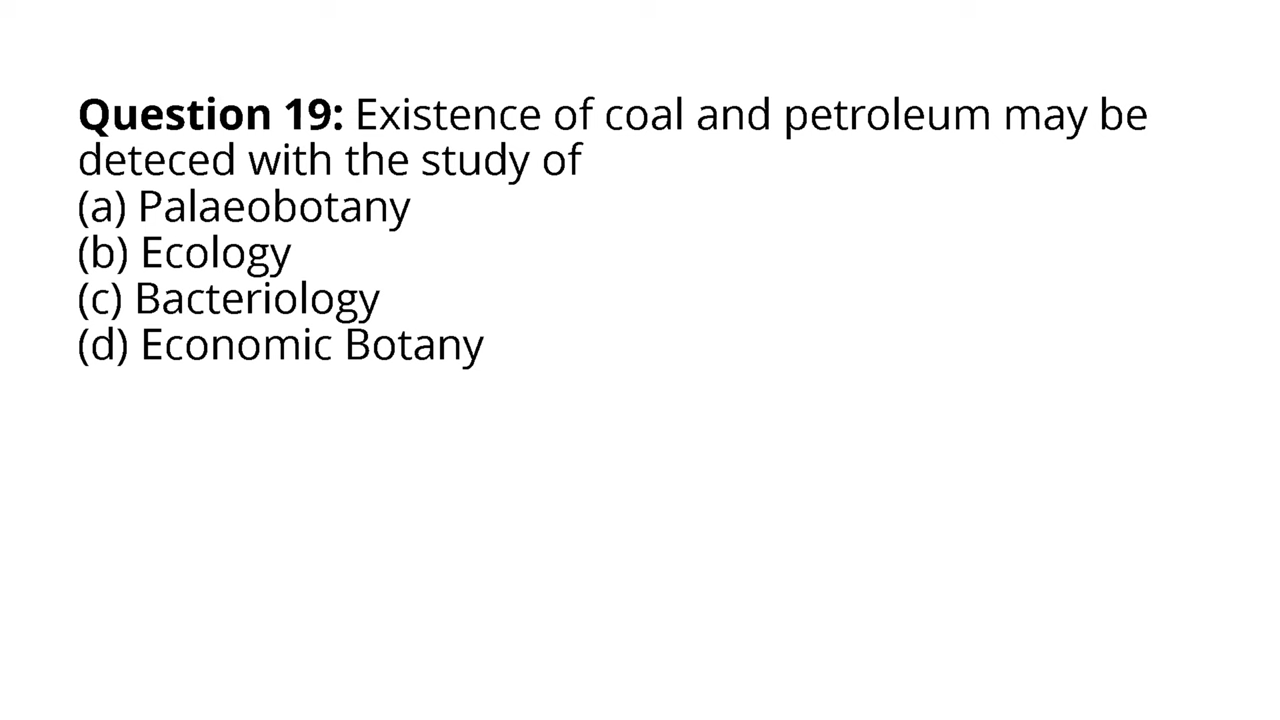 Question 19: Existence of coal and petroleum may be
deteced with the study of
(a) Palaeobotany
(b) Ecology
(c) Bacteriology
(d) Economic Botany